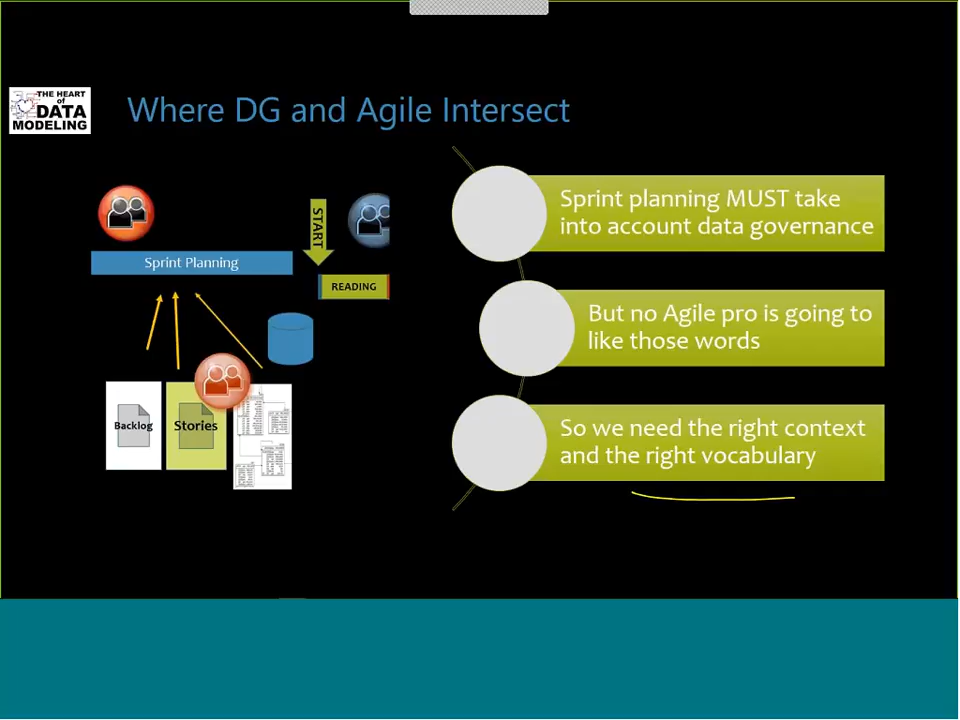 THE HEART
of
DATA
MODELING
Where DG and Agile Intersect
START
Sprint Planning
READING
Backlog
Stories
Sprint planning MUST take
into account data governance
But no Agile pro is going to
like those words
So we need the right context
and the right vocabulary